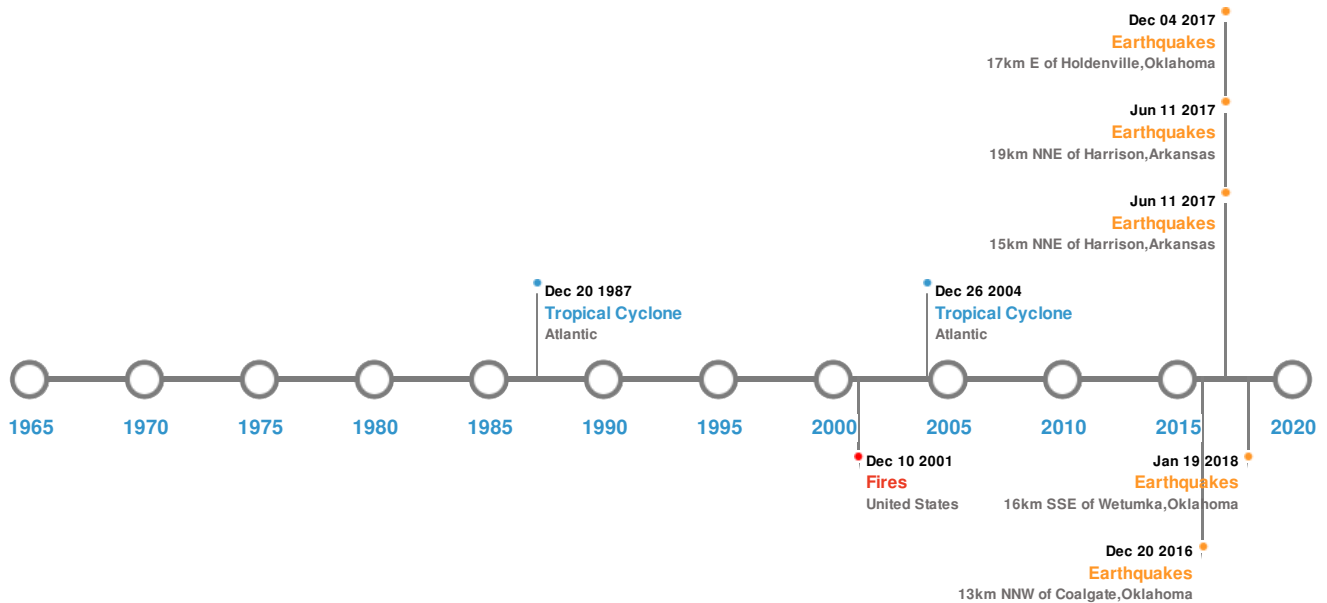 Dec 04 2017
Earthquakes
17km E of Holdenville,Oklahoma
Jun 11 2017
Earthquakes
19km NNE of Harrison,Arkansas
Jun 11 2017
Earthquakes
15km NNE of Harrison,Arkansas
Dec 20 1987
Tropical Cyclone
Atlantic
Dec 26 2004
Tropical Cyclone
Atlantic
1965 1970 1975 1980 1985 1990 1995 2000 2005 2010 2015 2020
Dec 10 2001
Fires
United States
Jan 19 2018
Earthquakes
16km SSE of Wetumka,Oklahoma
Dec 20 2016
Earthquakes
13km NNW of Coalgate,Oklahoma